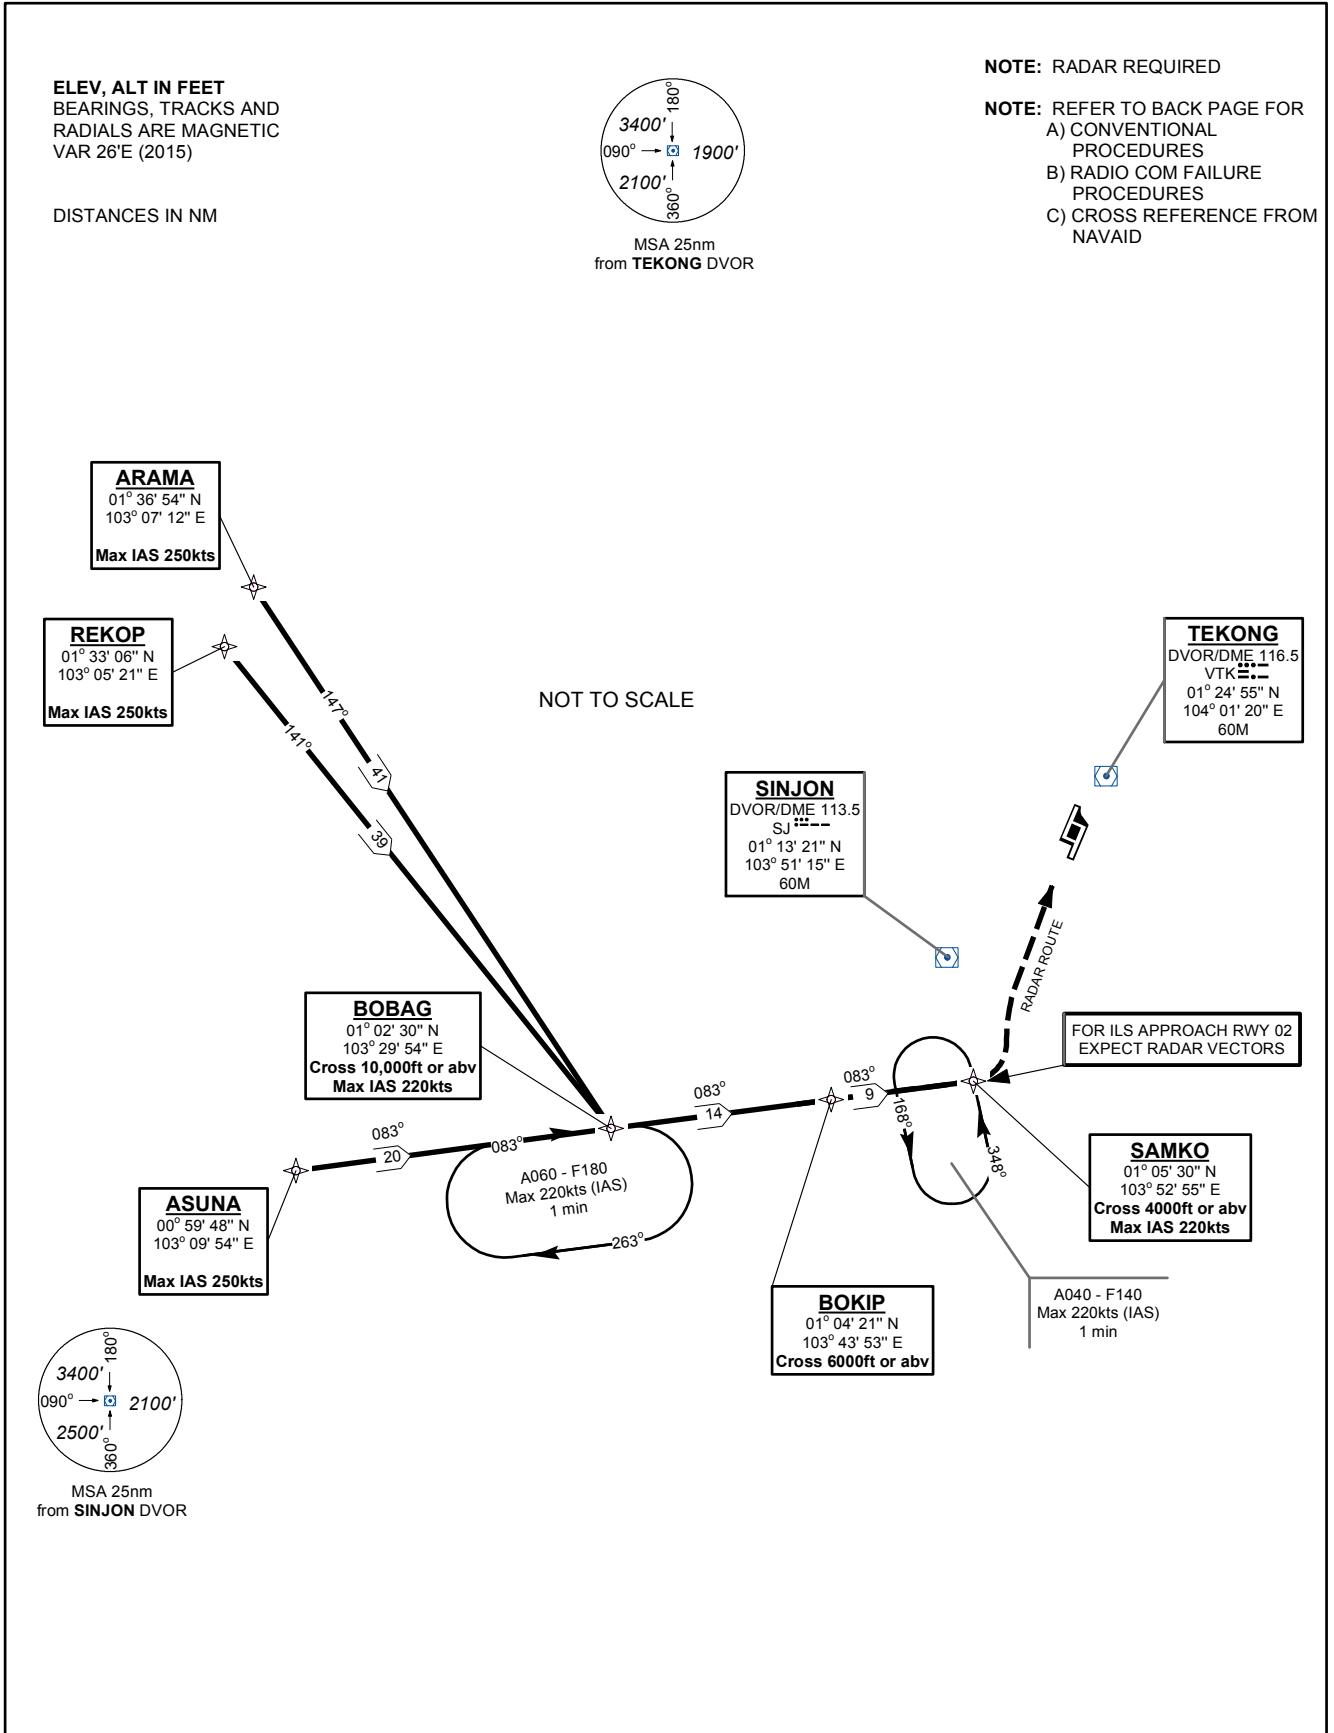 ELEV, ALT IN FEET
BEARINGS, TRACKS AND
RADIALS ARE MAGNETIC
VAR 26'E (2015)
DISTANCES IN NM
180°
3400'
090°
1900'
2100'
360°
MSA 25nm
from TEKONG DVOR
NOTE: RADAR REQUIRED
NOTE: REFER TO BACK PAGE FOR
A) CONVENTIONAL
PROCEDURES
B) RADIO COM FAILURE
PROCEDURES
C) CROSS REFERENCE FROM
NAVAID
ARAMA
01° 36' 54" N
103° 07' 12" E
Max IAS 250kts
REKOP
01° 33' 06" N
103° 05' 21" E
Max IAS 250kts
147°
141°
41
39
NOT TO SCALE
TEKONG
DVOR/DME 116.5
VTK
01° 24' 55" N
104° 01' 20" E
60M
SINJON
DVOR/DME 113.5
SJ
01° 13' 21" N
103° 51' 15" E
60M
RADAR ROUTE
BOBAG
01° 02' 30" N
103° 29' 54" E
Cross 10,000ft or abv
Max IAS 220kts
FOR ILS APPROACH RWY 02
EXPECT RADAR VECTORS
083°
9
083°
14
083°
20
083°
168°
348°
A060 - F180
Max 220kts (IAS)
1 min
263°
SAMKO
01° 05' 30" N
103° 52' 55" E
Cross 4000ft or abv
Max IAS 220kts
ASUNA
00° 59' 48" N
103° 09' 54" E
Max IAS 250kts
BOKIP
01° 04' 21" N
103° 43' 53" E
Cross 6000ft or abv
A040 - F140
Max 220kts (IAS)
1 min
180°
3400'
090°
2100'
2500'
360°
MSA 25nm
from SINJON DVOR